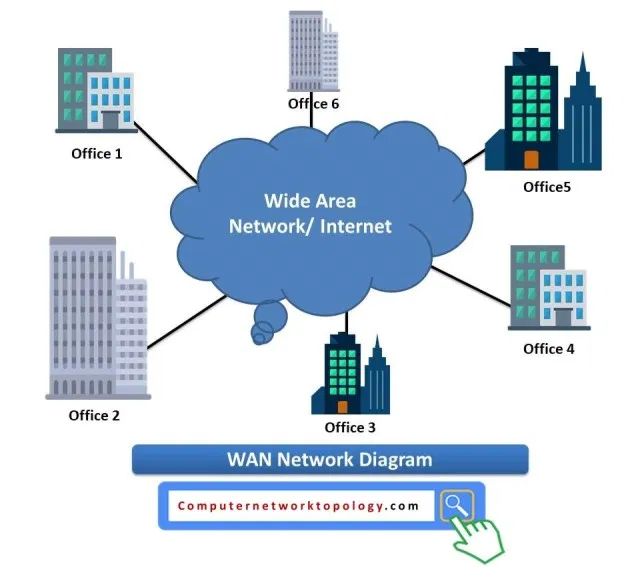 Office 6
Office 1
Office5
Wide Area
Network/ Internet
Office 4
Office 2
Office 3
WAN Network Diagram
Computernetworktopology.com